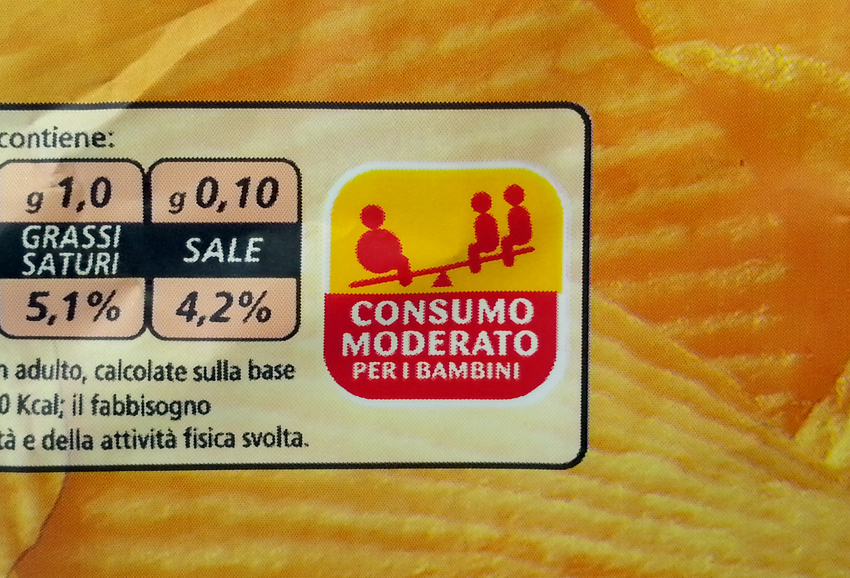 contiene:
g 1,0 g 0,10
GRASSI
SATURI
SALE
5,1% 4,2%
adulto, calcolate sulla base
0 Kcal; il fabbisogno
e della attività fisica svolta.
CONSUMO
MODERATO
PER I BAMBINI